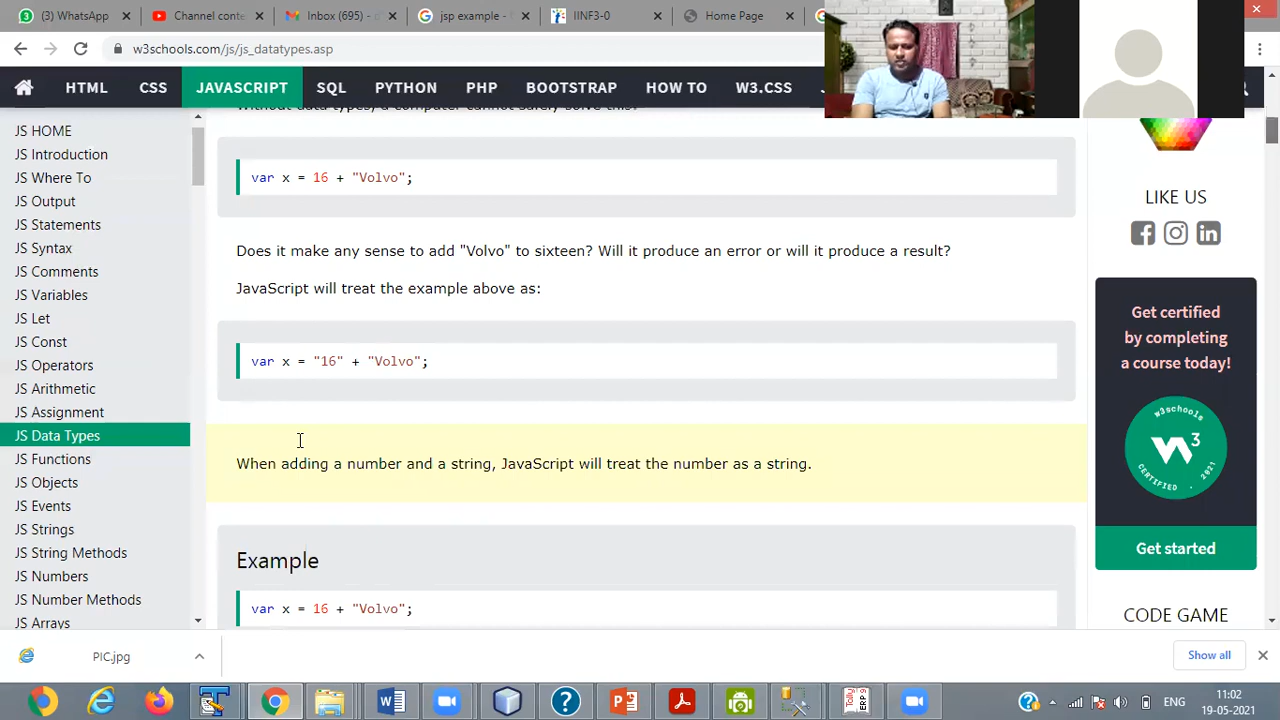 (3) WhatsApp
Channel conte
Inbox (695) -
jsp example -
IINF3-0
Home Page
w3schools.com/js/js_datatypes.asp
HTML
CSS
JAVASCRIPT
SQL
PYTHON
PHP
BOOTSTRAP
HOW TO
W3.CSS
JS HOME
JS Introduction
JS Where To
JS Output
JS Statements
JS Syntax
JS Comments
JS Variables
JS Let
JS Const
JS Operators
JS Arithmetic
JS Assignment
JS Data Types
JS Functions
JS Objects
JS Events
JS Strings
JS String Methods
JS Numbers
JS Number Methods
JS Arrays
var x = 16 + "Volvo";
Does it make any sense to add "Volvo" to sixteen? Will it produce an error or will it produce a result?
JavaScript will treat the example above as:
var x = "16" + "Volvo";
When adding a number and a string, JavaScript will treat the number as a string.
Example
var x = 16 + "Volvo";
LIKE US
Get certified
by completing
a course today!
w3schools
W3
CERTIFIED . 2021
Get started
CODE GAME
PIC.jpg
Show all
ENG
11:02
19-05-2021